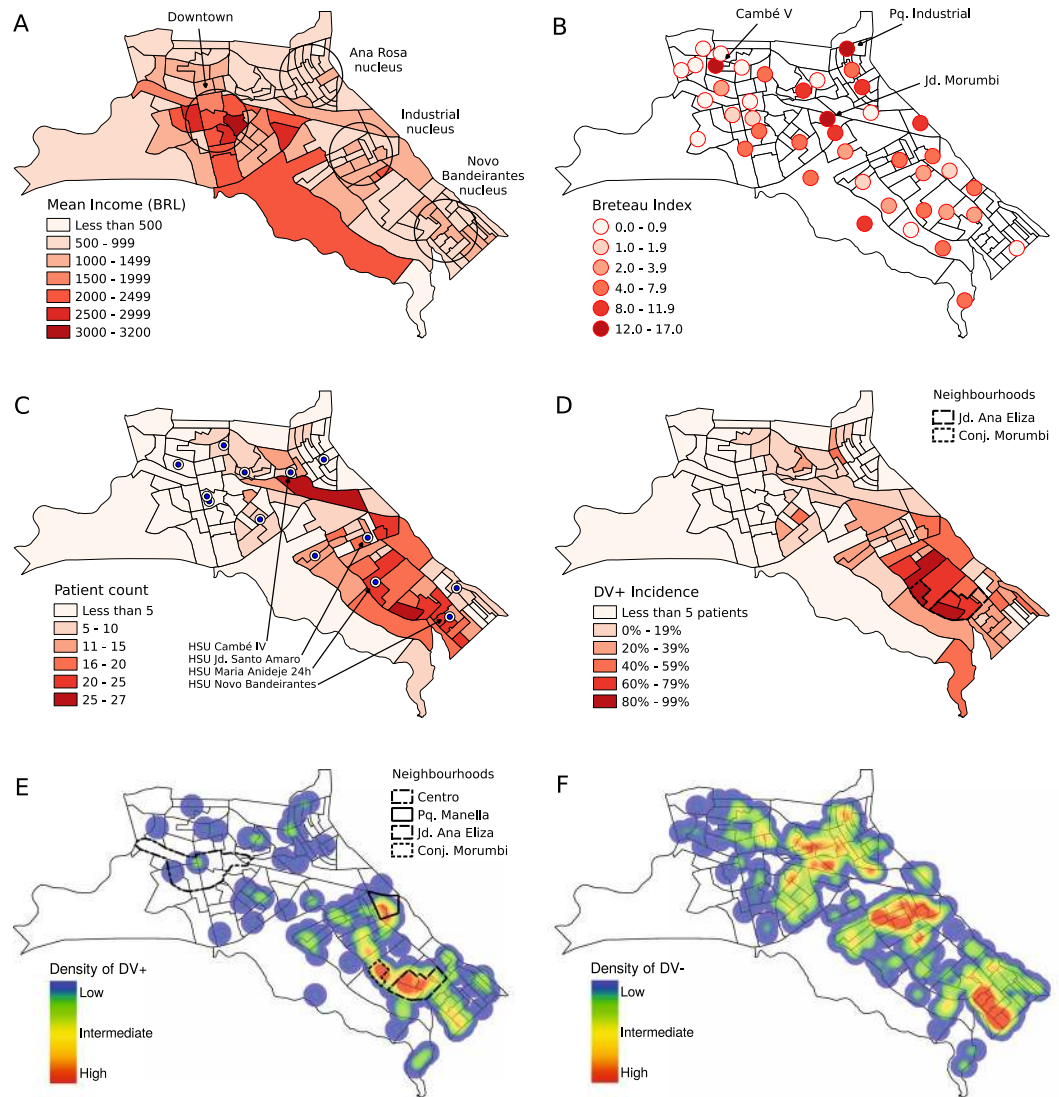 A
Downtown
Ana Rosa
nucleus
Industrial
nucleus
Novo
Bandeirantes
nucleus
Mean Income (BRL)
Less than 500
500 - 999
1000 - 1499
1500 - 1999
2000 - 2499
2500 - 2999
3000 - 3200
B
Cambé V
Pq. Industrial
Jd. Morumbi
Breteau Index
0.0 - 0.9
1.0 - 1.9
2.0 - 3.9
4.0 - 7.9
8.0 - 11.9
12.0 - 17.0
C
Patient count
Less than 5
5 - 10
11 - 15
16 - 20
20 - 25
25 - 27
HSU Cambé IV
HSU Jd. Santo Amaro
HSU Maria Anideje 24h
HSU Novo Bandeirantes
D
Neighbourhoods
Jd. Ana Eliza
Conj. Morumbi
DV+ Incidence
Less than 5 patients
0% - 19%
20% - 39%
40% - 59%
60% - 79%
80% - 99%
E
Neighbourhoods
Centro
Pq. Manella
Jd. Ana Eliza
Conj. Morumbi
Density of DV+
Low
Intermediate
High
F
Density of DV-
Low
Intermediate
High